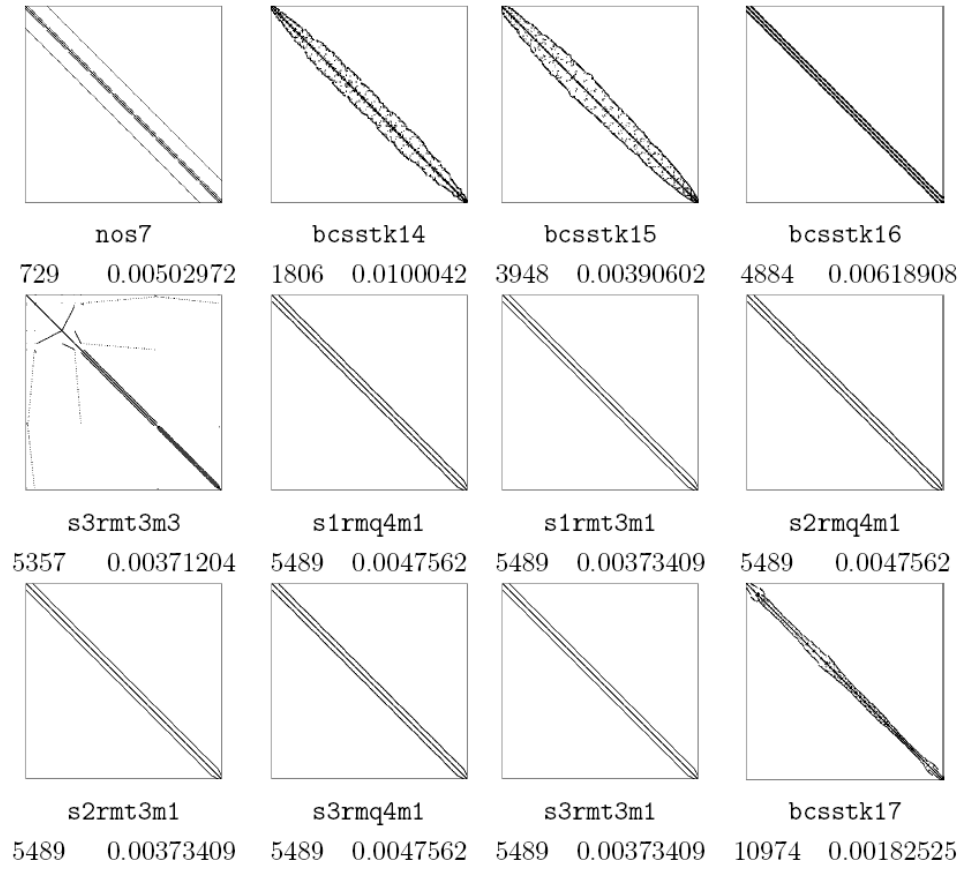 nos7 bcsstk14 bcsstk15 bcsstk16
729 0.00502972 1806 0.0100042 3948 0.00390602 4884 0.00618908
s3rmt3m3 s1rmq4m1 s1rmt3m1 s2rmq4m1
5357 0.00371204 5489 0.0047562 5489 0.00373409 5489 0.0047562
s2rmt3m1 s3rmq4m1 s3rmt3m1 bcsstk17
5489 0.00373409 5489 0.0047562 5489 0.00373409 10974 0.00182525